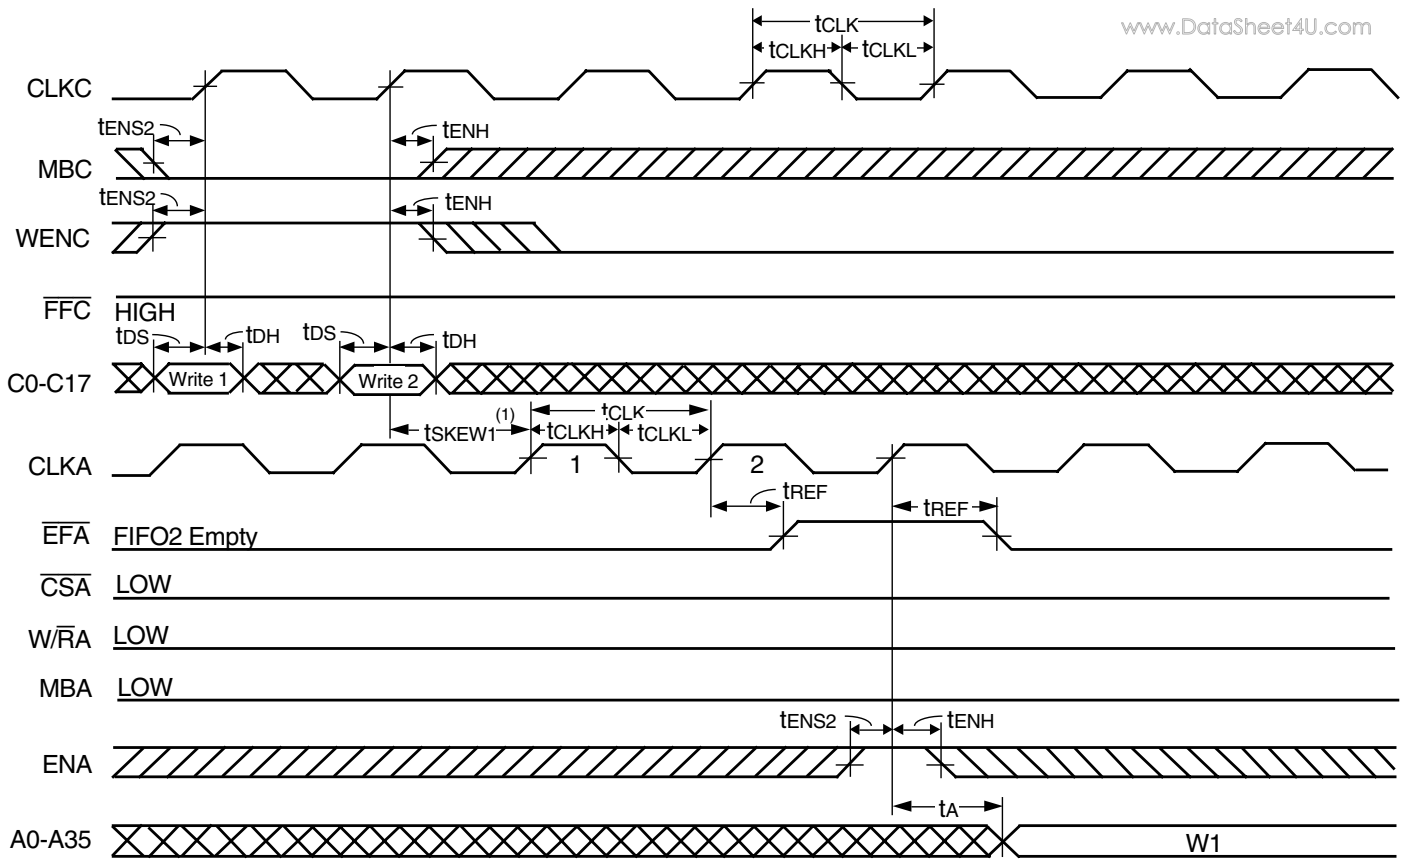 www.DataSheet4U.com
tCLK
tCLKH tCLKL
CLKC
tENS2 tENH
MBC
tENS2 tENH
WENC
FFC HIGH
tDS tDH tDS tDH
C0-C17 Write 1 Write 2
(1) tCLK
tSKEW1 tCLKH tCLKL
CLKA 1 2
tREF tREF
EFA FIFO2 Empty
CSA LOW
W/RA LOW
MBA LOW
tENS2 tENH
ENA
tA
A0-A35 W1